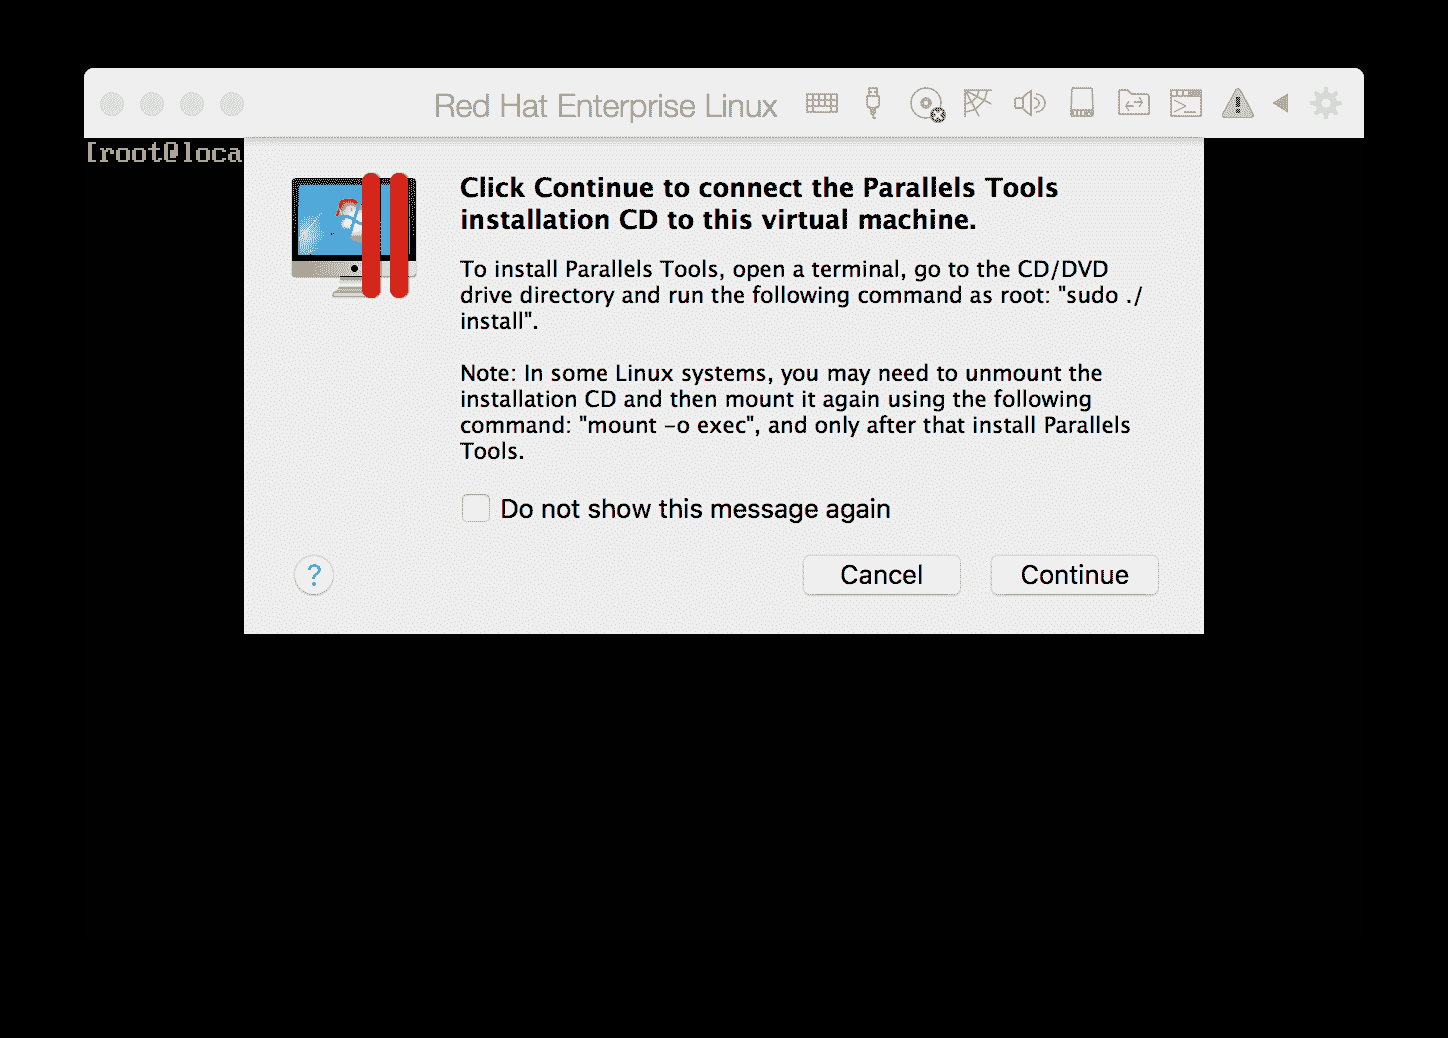 Red Hat Enterprise Linux
[root@loca
Click Continue to connect the Parallels Tools
installation CD to this virtual machine.
To install Parallels Tools, open a terminal, go to the CD/DVD
drive directory and run the following command as root: "sudo ./
install".
Note: In some Linux systems, you may need to unmount the
installation CD and then mount it again using the following
command: "mount -o exec", and only after that install Parallels
Tools.
Do not show this message again
?
Cancel
Continue